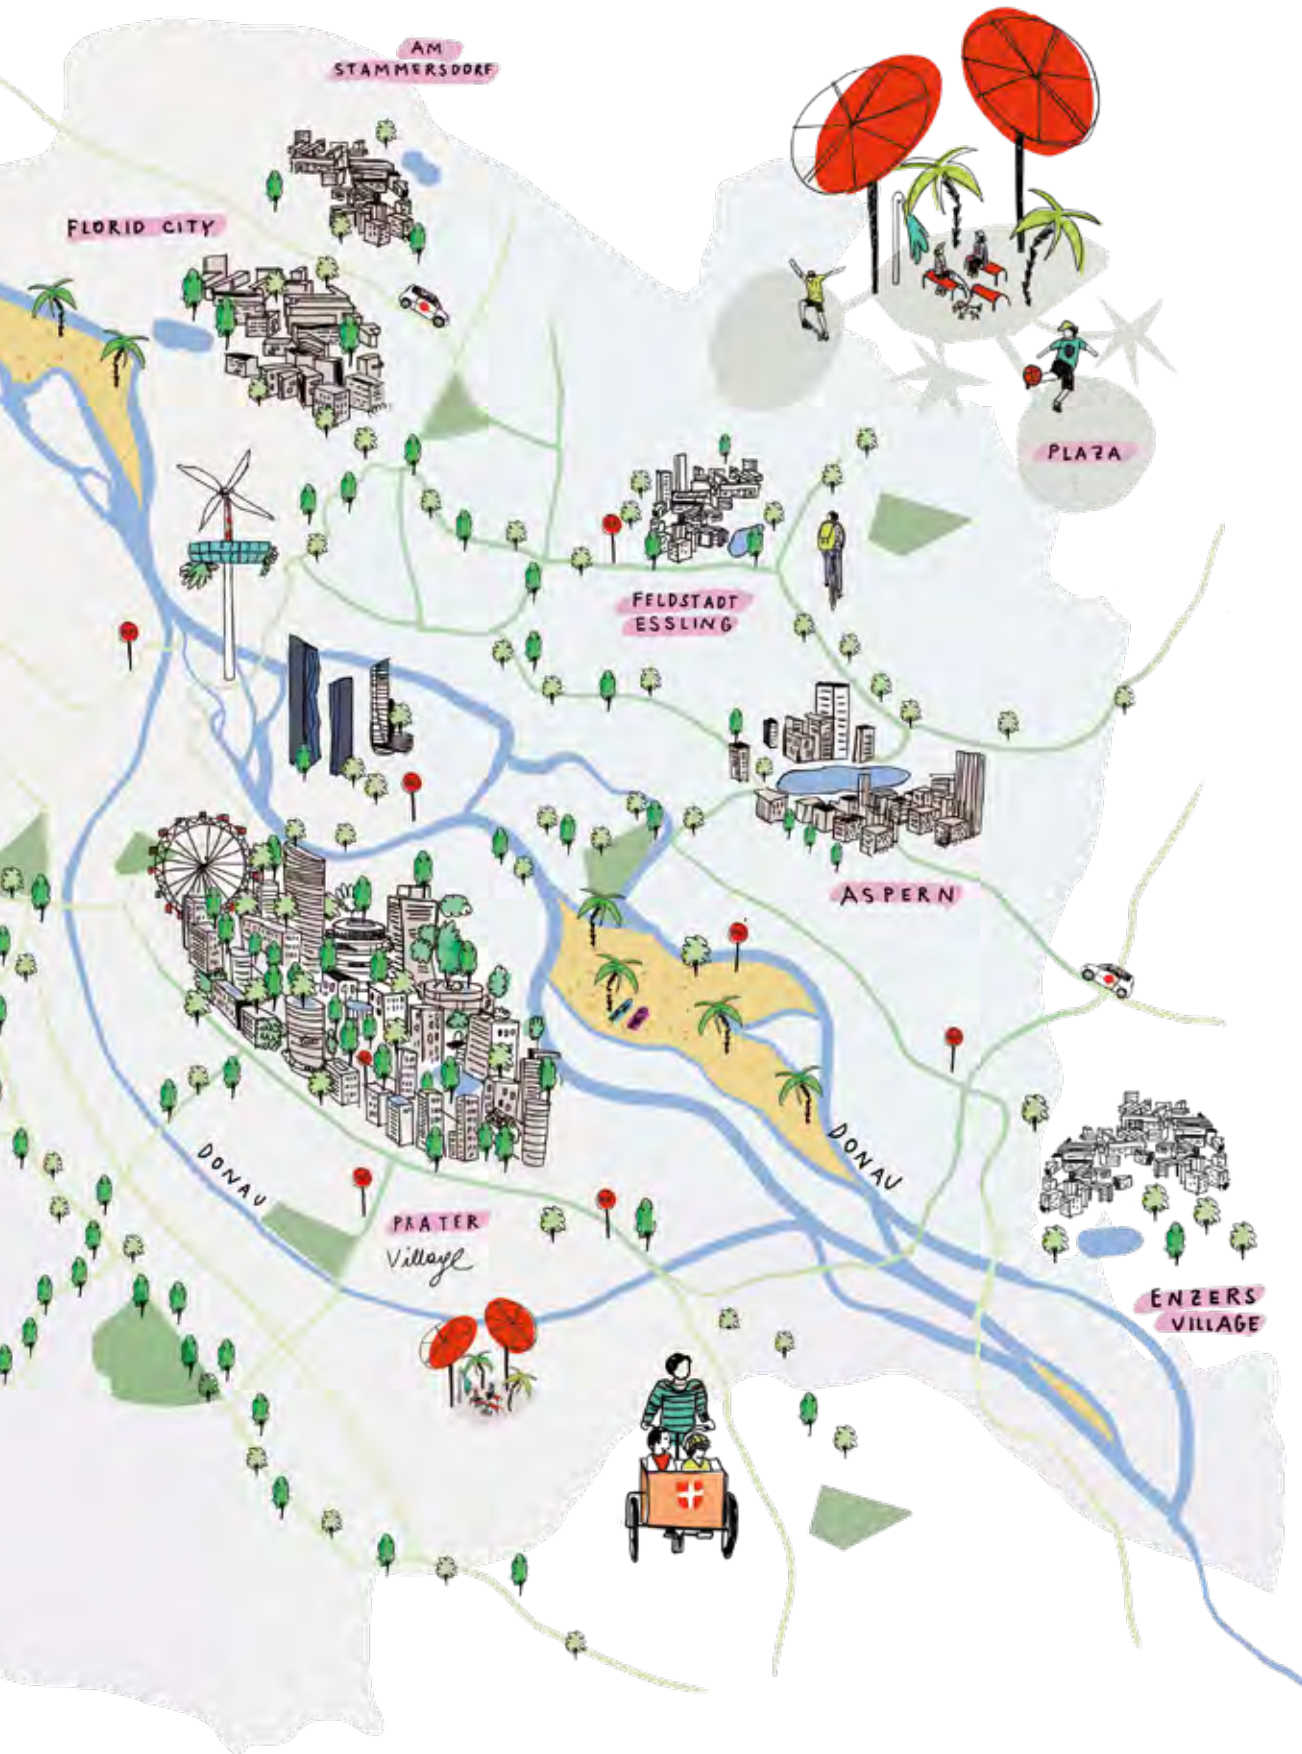 AM
STAMMERSDORF
FLORID CITY
PLAZA
FELDSTADT
ESSLING
ASPERN
DONAU
DONAU
PRATER
Village
ENZERS
VILLAGE